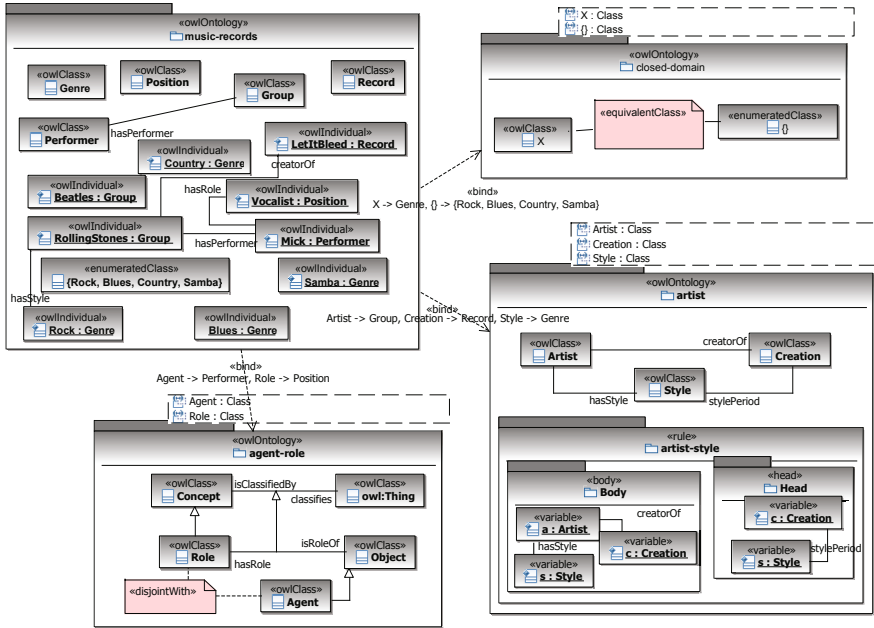 «owlOntology»
music-records
«owlClass»
Genre
«owlClass»
Position
«owlClass»
Group
«owlClass»
Record
«owlClass»
Performer
hasPerformer
«owlIndividual»
LetItBleed : Record
«owlIndividual»
Country : Genre
creatorOf
«owlIndividual»
Beatles : Group
hasRole
«owlIndividual»
Vocalist : Position
«owlIndividual»
RollingStones : Group
hasPerformer
«owlIndividual»
Mick : Performer
«enumeratedClass»
{Rock, Blues, Country, Samba}
«owlIndividual»
Samba : Genre
hasStyle
«owlIndividual»
Rock : Genre
«owlIndividual»
Blues : Genre
X : Class
{} : Class
«owlOntology»
closed-domain
«owlClass»
X
«equivalentClass»
«enumeratedClass»
{}
«bind»
X -> Genre, {} -> {Rock, Blues, Country, Samba}
Artist : Class
Creation : Class
Style : Class
«owlOntology»
artist
«bind»
Artist -> Group, Creation -> Record, Style -> Genre
«owlClass»
Artist
creatorOf
«owlClass»
Creation
«owlClass»
Style
hasStyle
stylePeriod
«rule»
artist-style
«body»
Body
creatorOf
«variable»
a : Artist
hasStyle
«variable»
c : Creation
«variable»
s : Style
«head»
Head
«variable»
c : Creation
stylePeriod
«variable»
s : Style
«bind»
Agent -> Performer, Role -> Position
Agent : Class
Role : Class
«owlOntology»
agent-role
«owlClass»
Concept
isClassifiedBy
classifies
«owlClass»
owl:Thing
«owlClass»
Role
hasRole
isRoleOf
«owlClass»
Object
«disjointWith»
«owlClass»
Agent